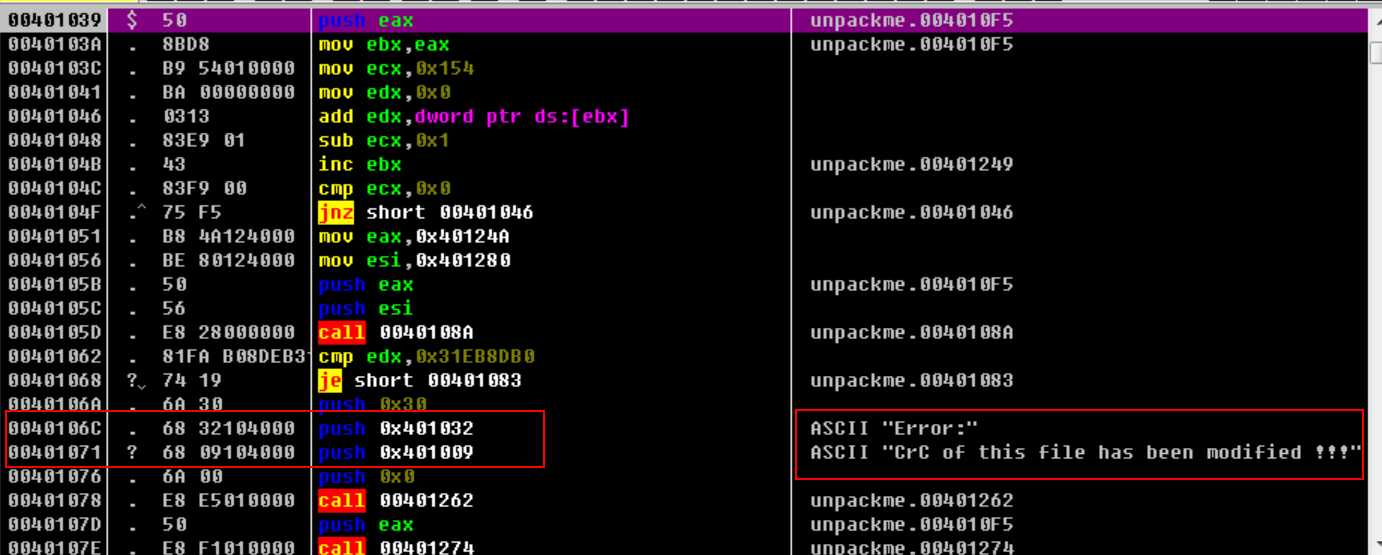 00401039 $ 50 push eax unpackme.004010F5
0040103A . 8BD8 mov ebx,eax unpackme.004010F5
0040103C . B9 54010000 mov ecx,0x154
00401041 . BA 00000000 mov edx,0x0
00401046 . 0313 add edx,dword ptr ds:[ebx]
00401048 . 83E9 01 sub ecx,0x1
0040104B . 43 inc ebx unpackme.00401249
0040104C . 83F9 00 cmp ecx,0x0
0040104F .^ 75 F5 jnz short 00401046 unpackme.00401046
00401051 . B8 4A124000 mov eax,0x40124A
00401056 . BE 80124000 mov esi,0x401280
0040105B . 50 push eax unpackme.004010F5
0040105C . 56 push esi
0040105D . E8 28000000 call 0040108A unpackme.0040108A
00401062 . 81FA B08DEB31 cmp edx,0x31EB8DB0
00401068 ?⌄ 74 19 je short 00401083 unpackme.00401083
0040106A . 6A 30 push 0x30
0040106C . 68 32104000 push 0x401032 ASCII "Error:"
00401071 ? 68 09104000 push 0x401009 ASCII "CrC of this file has been modified !!!"
00401076 . 6A 00 push 0x0
00401078 . E8 E5010000 call 00401262 unpackme.00401262
0040107D . 50 push eax unpackme.004010F5
0040107E . E8 F1010000 call 00401274 unpackme.00401274